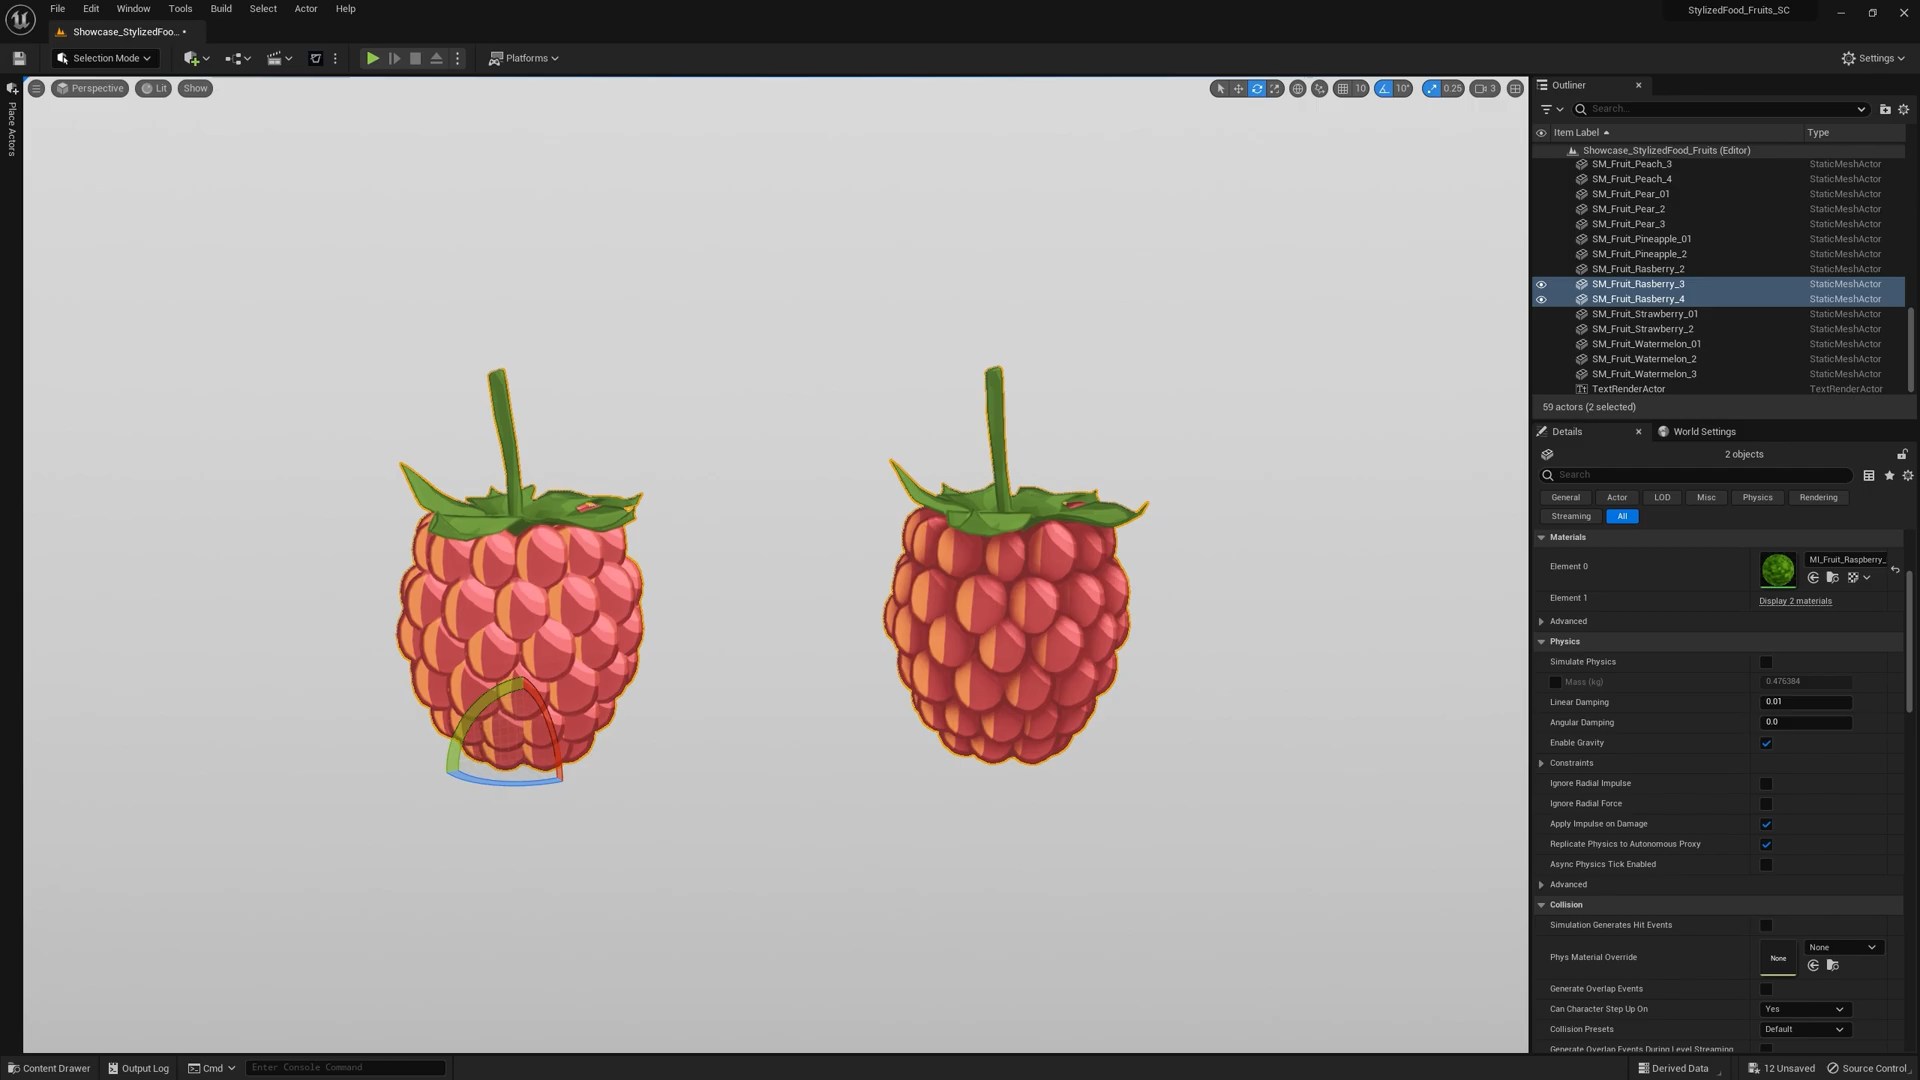 File Edit Window Tools Build Select Actor Help
StylizedFood_Fruits_SC
Showcase_StylizedFoo... •
Selection Mode
Platforms
Settings
Place Actors
Perspective Lit Show
10 10° 0.25 3
Outliner
Search...
Item Label Type
Showcase_StylizedFood_Fruits (Editor)
SM_Fruit_Peach_3 StaticMeshActor
SM_Fruit_Peach_4 StaticMeshActor
SM_Fruit_Pear_01 StaticMeshActor
SM_Fruit_Pear_2 StaticMeshActor
SM_Fruit_Pear_3 StaticMeshActor
SM_Fruit_Pineapple_01 StaticMeshActor
SM_Fruit_Pineapple_2 StaticMeshActor
SM_Fruit_Rasberry_2 StaticMeshActor
SM_Fruit_Rasberry_3 StaticMeshActor
SM_Fruit_Rasberry_4 StaticMeshActor
SM_Fruit_Strawberry_01 StaticMeshActor
SM_Fruit_Strawberry_2 StaticMeshActor
SM_Fruit_Watermelon_01 StaticMeshActor
SM_Fruit_Watermelon_2 StaticMeshActor
SM_Fruit_Watermelon_3 StaticMeshActor
TextRenderActor TextRenderActor
59 actors (2 selected)
Details World Settings
2 objects
Search
General Actor LOD Misc Physics Rendering
Streaming All
Materials
Element 0 MI_Fruit_Raspberry_
Element 1 Display 2 materials
Advanced
Physics
Simulate Physics
Mass (kg) 0.476384
Linear Damping 0.01
Angular Damping 0.0
Enable Gravity
Constraints
Ignore Radial Impulse
Ignore Radial Force
Apply Impulse on Damage
Replicate Physics to Autonomous Proxy
Async Physics Tick Enabled
Advanced
Collision
Simulation Generates Hit Events
Phys Material Override None None
Generate Overlap Events
Can Character Step Up On Yes
Collision Presets Default
Generate Overlap Events During Level Streaming
Content Drawer Output Log Cmd Enter Console Command
Derived Data 12 Unsaved Source Control